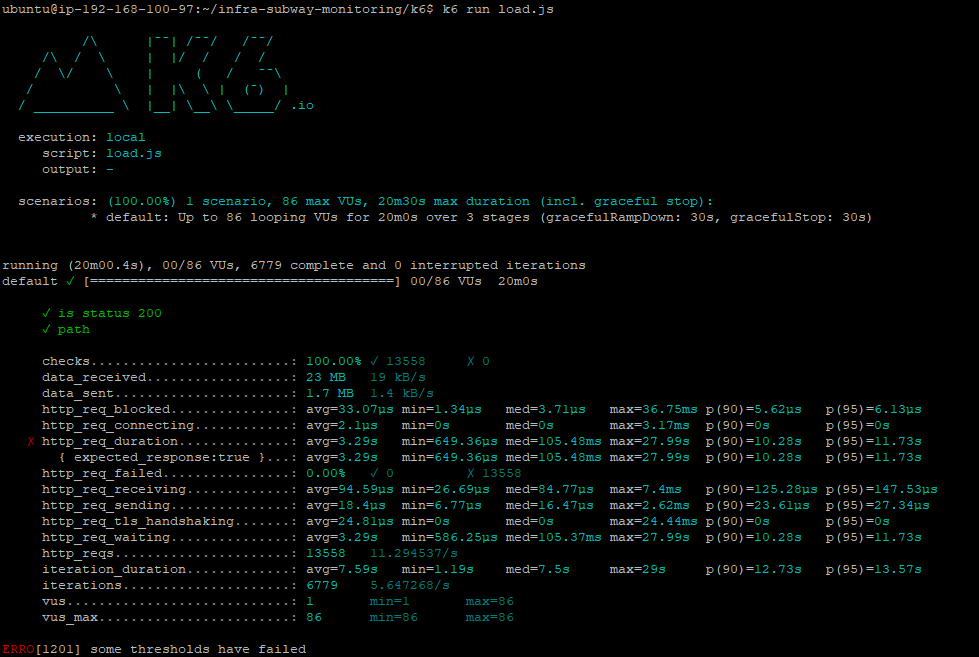 ubuntu@ip-192-168-100-97:~/infra-subway-monitoring/k6$ k6 run load.js
          /\      |‾‾| /‾‾/   /‾‾/
     /\  /  \     |  |/  /   /  /
    /  \/    \    |     (   /   ‾‾\
   /          \   |  |\  \ |  (‾)  |
  / __________ \  |__| \__\ \_____/ .io
  execution: local
     script: load.js
     output: -
  scenarios: (100.00%) 1 scenario, 86 max VUs, 20m30s max duration (incl. graceful stop):
           * default: Up to 86 looping VUs for 20m0s over 3 stages (gracefulRampDown: 30s, gracefulStop: 30s)
running (20m00.4s), 00/86 VUs, 6779 complete and 0 interrupted iterations
default ✓ [======================================] 00/86 VUs  20m0s
     ✓ is status 200
     ✓ path
     checks.........................: 100.00% ✓ 13558     ✗ 0
     data_received..................: 23 MB   19 kB/s
     data_sent......................: 1.7 MB  1.4 kB/s
     http_req_blocked...............: avg=33.07µs min=1.34µs   med=3.71µs   max=36.75ms p(90)=5.62µs   p(95)=6.13µs
     http_req_connecting............: avg=2.1µs   min=0s       med=0s       max=3.17ms  p(90)=0s       p(95)=0s
   ✗ http_req_duration..............: avg=3.29s   min=649.36µs med=105.48ms max=27.99s  p(90)=10.28s   p(95)=11.73s
       { expected_response:true }...: avg=3.29s   min=649.36µs med=105.48ms max=27.99s  p(90)=10.28s   p(95)=11.73s
     http_req_failed................: 0.00%   ✓ 0         ✗ 13558
     http_req_receiving.............: avg=94.59µs min=26.69µs  med=84.77µs  max=7.4ms   p(90)=125.28µs p(95)=147.53µs
     http_req_sending...............: avg=18.4µs  min=6.77µs   med=16.47µs  max=2.62ms  p(90)=23.61µs  p(95)=27.34µs
     http_req_tls_handshaking.......: avg=24.81µs min=0s       med=0s       max=24.44ms p(90)=0s       p(95)=0s
     http_req_waiting...............: avg=3.29s   min=586.25µs med=105.37ms max=27.99s  p(90)=10.28s   p(95)=11.73s
     http_reqs......................: 13558   11.294537/s
     iteration_duration.............: avg=7.59s   min=1.19s    med=7.5s     max=29s     p(90)=12.73s   p(95)=13.57s
     iterations.....................: 6779    5.647268/s
     vus............................: 1       min=1       max=86
     vus_max........................: 86      min=86      max=86
ERRO[1201] some thresholds have failed